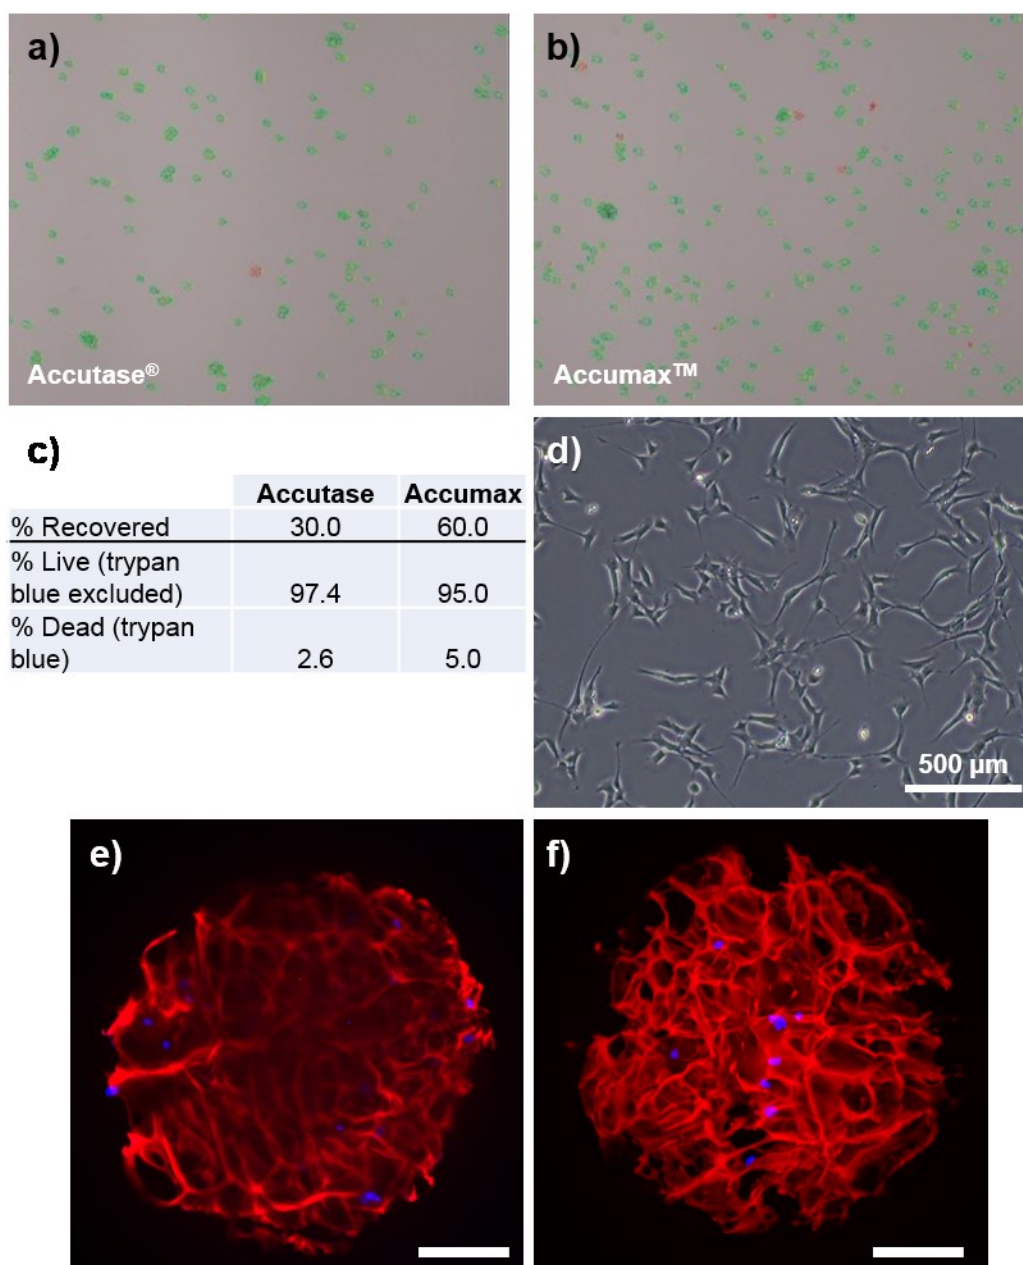 a)
b)
Accutase®
Accumax™
c)
Accutase Accumax
% Recovered 30.0 60.0
% Live (trypan
blue excluded) 97.4 95.0
% Dead (trypan
blue) 2.6 5.0
d)
500 µm
e)
f)